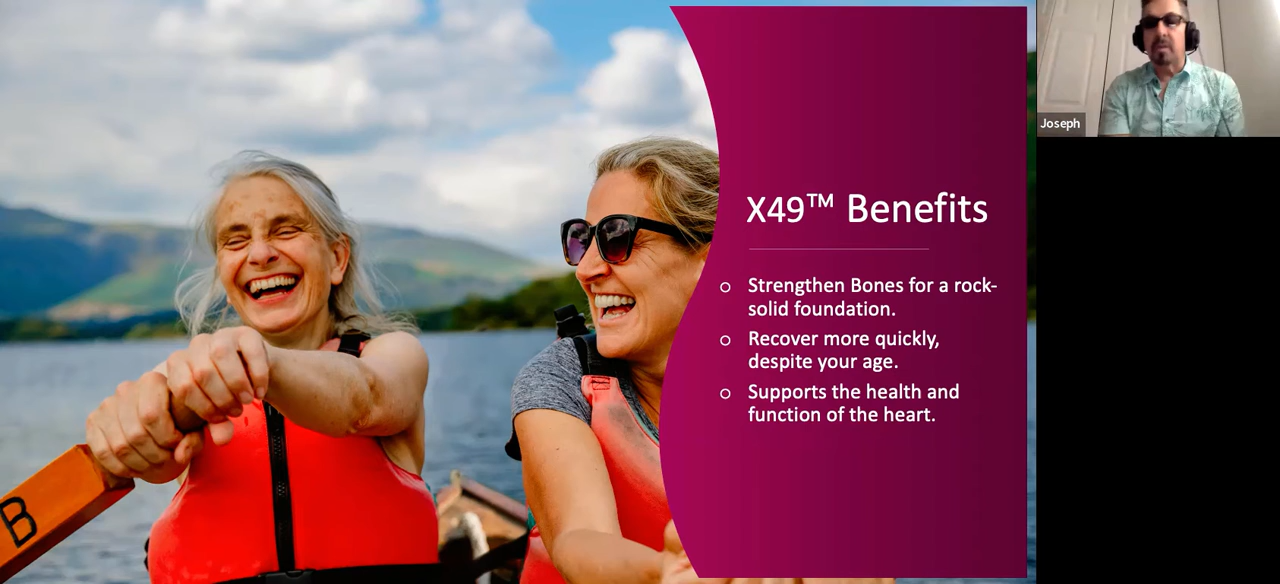 X49™ Benefits
o Strengthen Bones for a rock-
solid foundation.
o Recover more quickly,
despite your age.
o Supports the health and
function of the heart.
Joseph
B